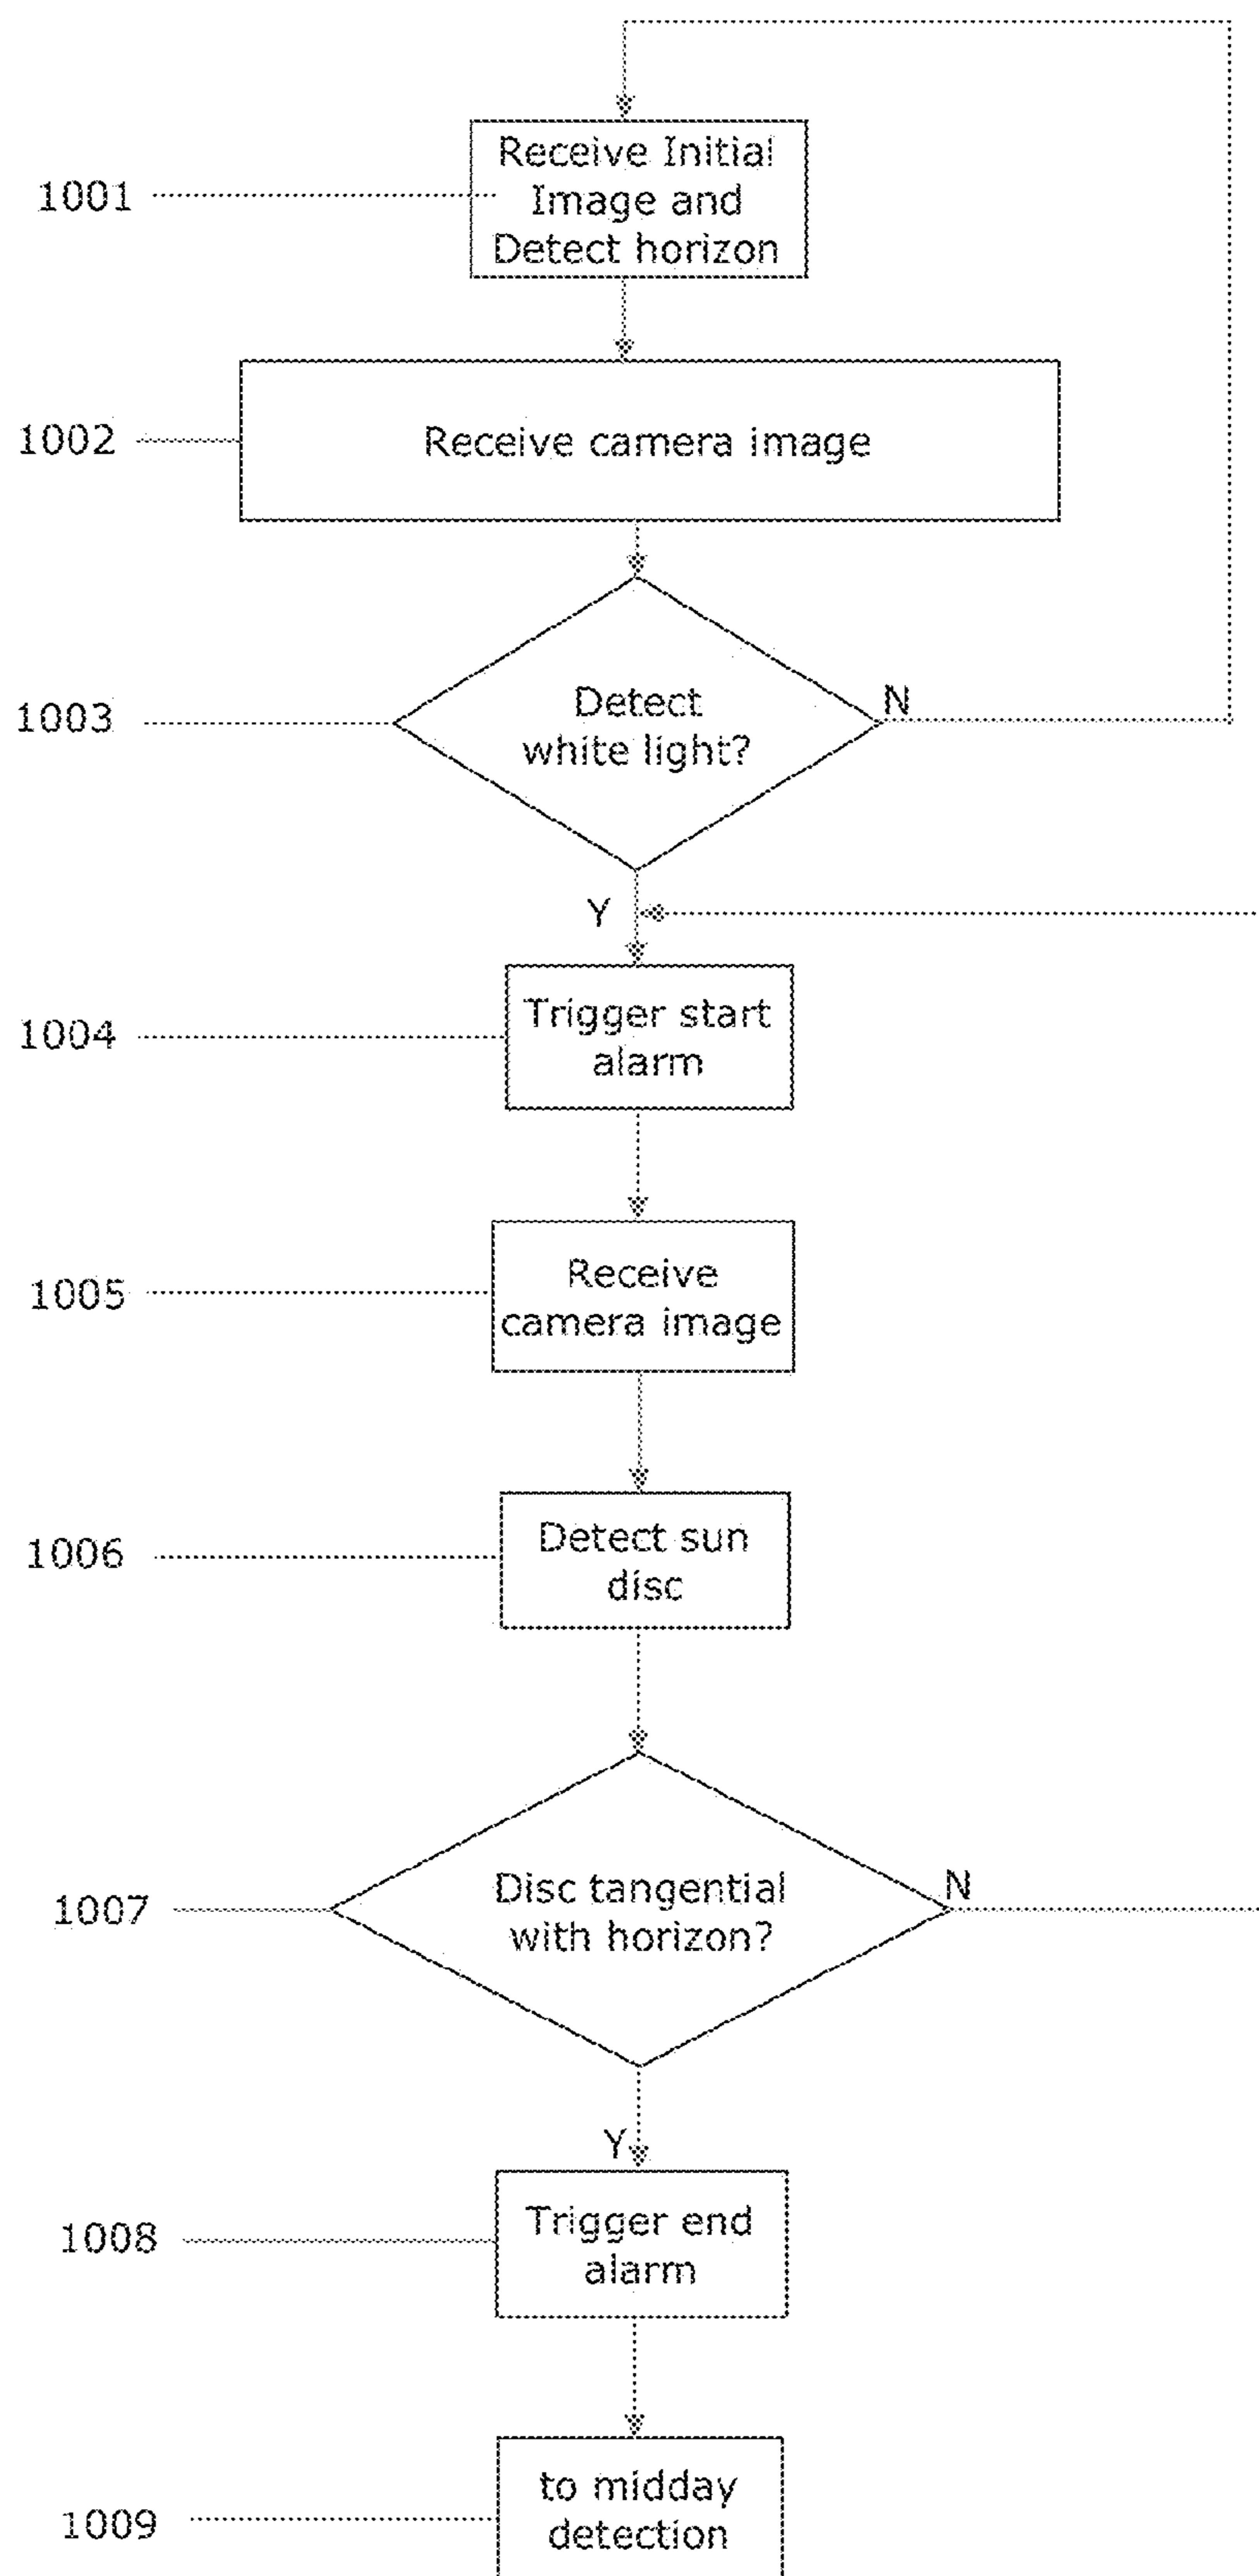 Receive Initial
Image and
Detect horizon
1001
1002
Receive camera image
1003
Detect
white light?
N
Y
1004
Trigger start
alarm
1005
Receive
camera image
1006
Detect sun
disc
1007
Disc tangential
with horizon?
N
Y
1008
Trigger end
alarm
1009
to midday
detection